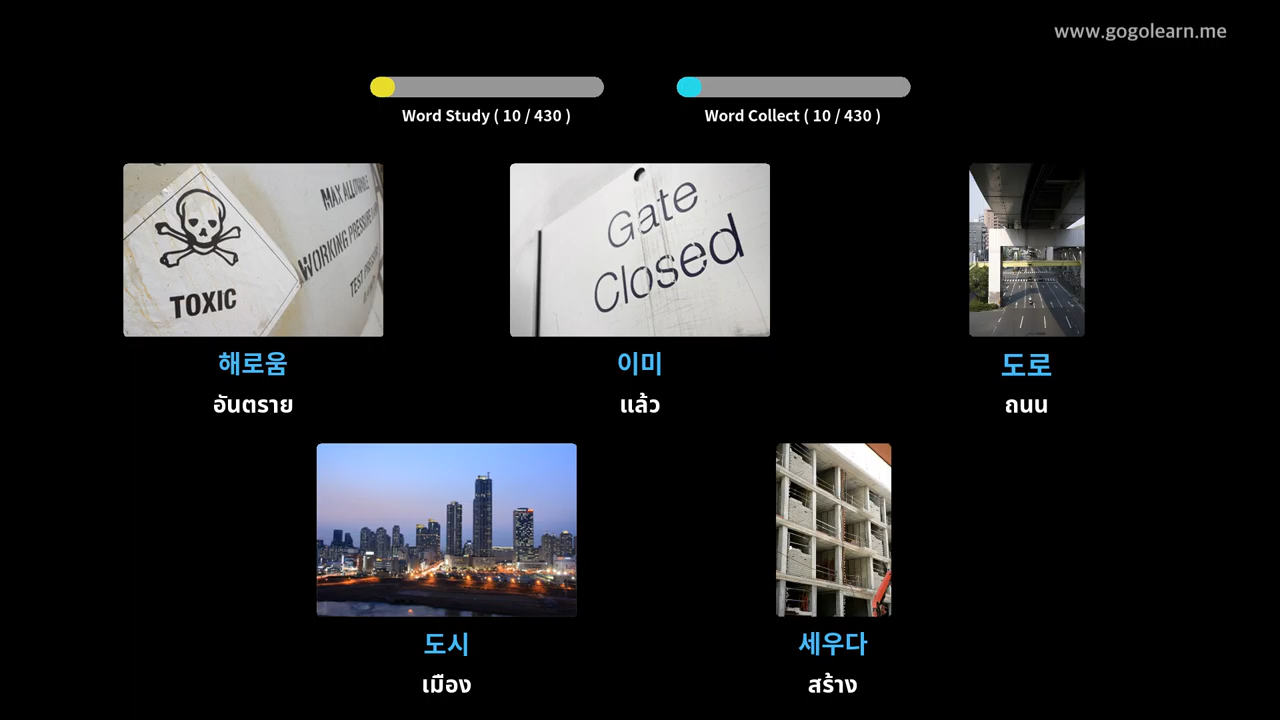 www.gogolearn.me
Word Study ( 10 / 430 )
Word Collect ( 10 / 430 )
TOXIC
MAX ALLOWABLE
WORKING PRESSURE
TEST PRESSURE
Gate
Closed
해로움
이미
도로
อันตราย
แล้ว
ถนน
도시
세우다
เมือง
สร้าง